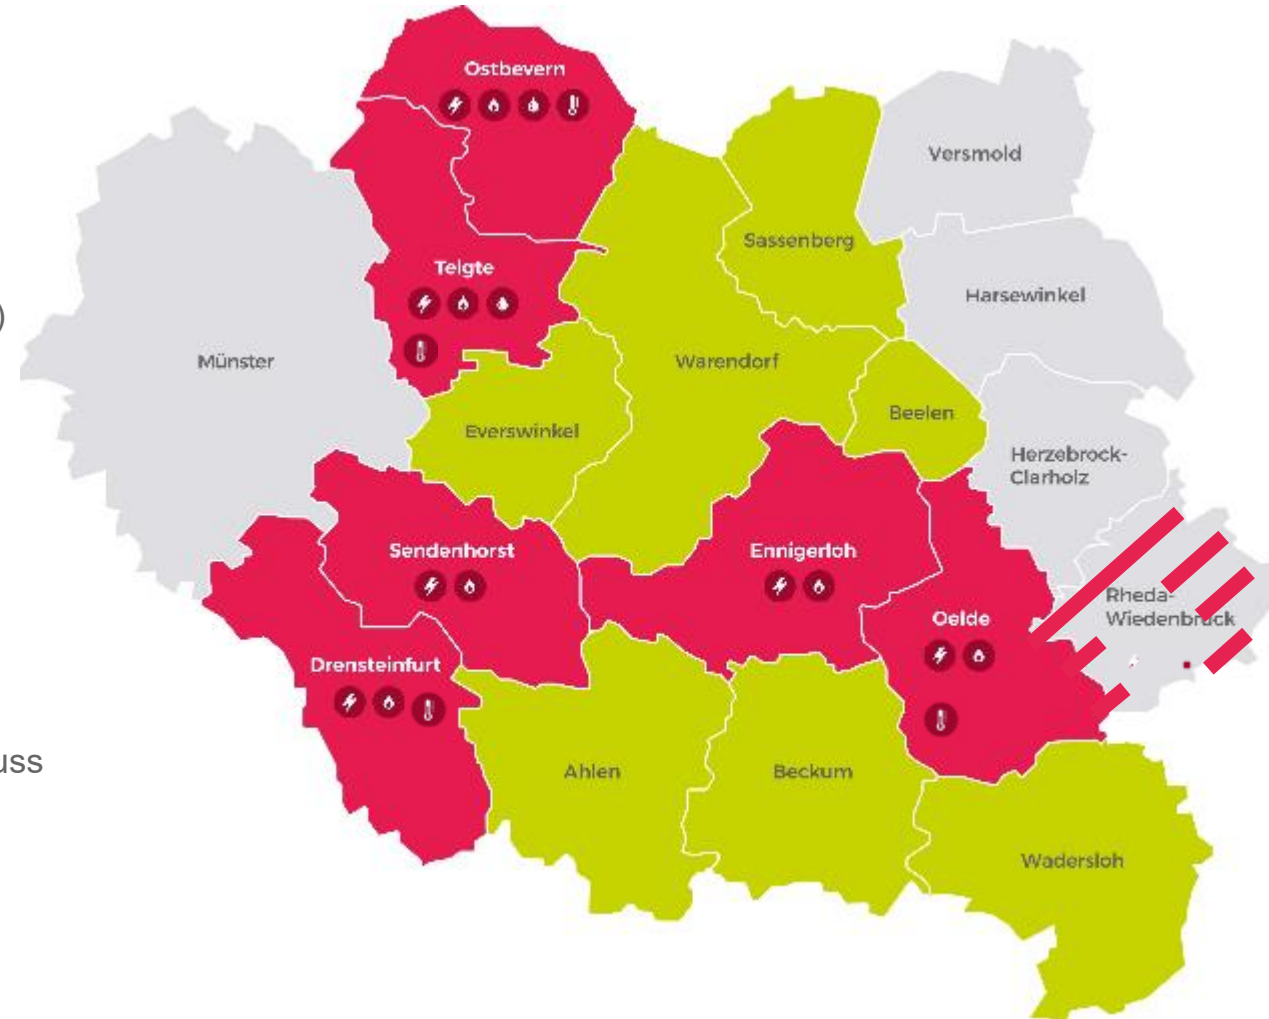 Ostbevern
Versmold
Sassenberg
Telgte
Harsewinkel
)
Münster
Warendorf
Beelen
Everswinkel
Herzebrock-
Clarholz
Sendenhorst
Ennigerloh
Rheda-
Wiedenbrück
Oelde
Drensteinfurt
uss
Ahlen
Beckum
Wadersloh